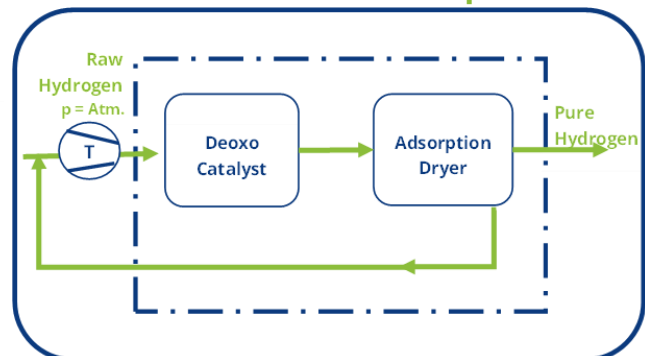 Raw
Hydrogen
p = Atm.
T
Deoxo
Catalyst
Adsorption
Dryer
Pure
Hydrogen